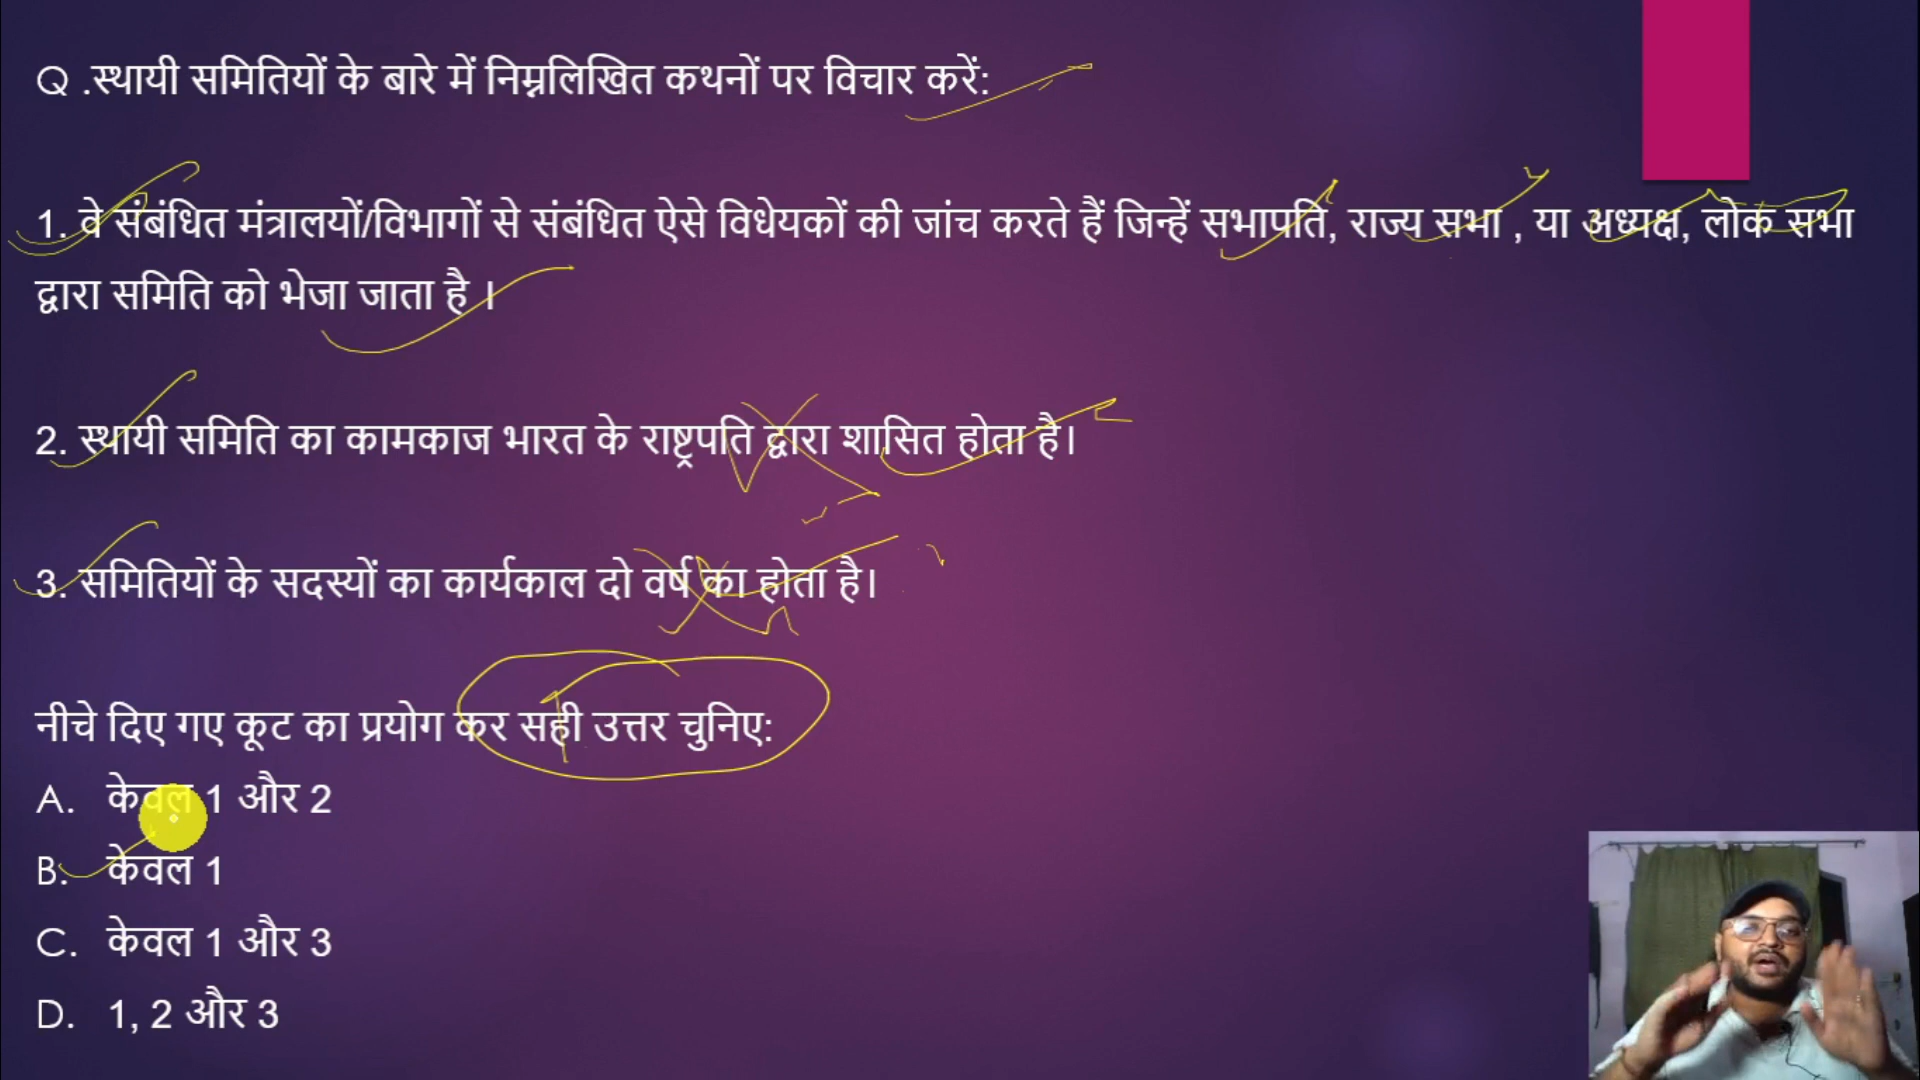 Q .स्थायी समितियों के बारे में निम्नलिखित कथनों पर विचार करें:
1. वे संबंधित मंत्रालयों/विभागों से संबंधित ऐसे विधेयकों की जांच करते हैं जिन्हें सभापति, राज्य सभा , या अध्यक्ष, लोक सभा
द्वारा समिति को भेजा जाता है ।
2. स्थायी समिति का कामकाज भारत के राष्ट्रपति द्वारा शासित होता है।
3. समितियों के सदस्यों का कार्यकाल दो वर्ष का होता है।
नीचे दिए गए कूट का प्रयोग कर सही उत्तर चुनिए:
A. केवल 1 और 2
B. केवल 1
C. केवल 1 और 3
D. 1, 2 और 3